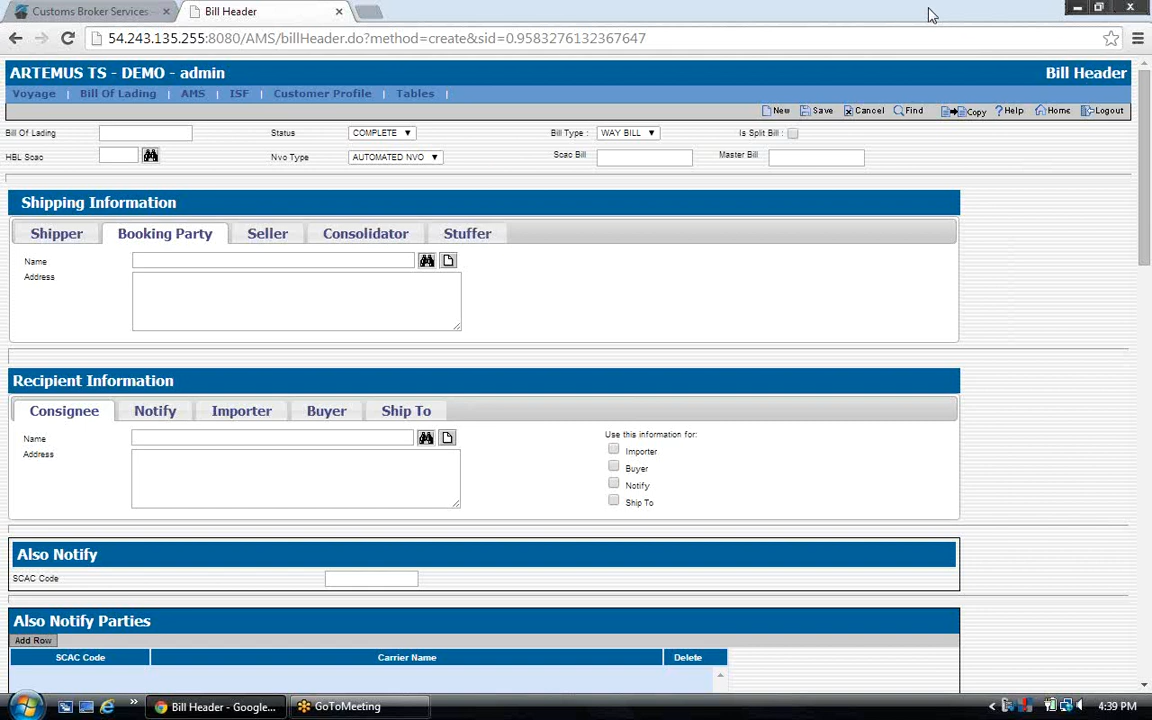 Customs Broker Services × Bill Header ×
54.243.135.255:8080/AMS/billHeader.do?method=create&sid=0.9583276132367647
ARTEMUS TS - DEMO - admin Bill Header
Voyage | Bill Of Lading | AMS | ISF | Customer Profile | Tables |
New Save Cancel Find Copy Help Home Logout
Bill Of Lading Status COMPLETE Bill Type : WAY BILL Is Split Bill :
HBL Scac Nvo Type AUTOMATED NVO Scac Bill Master Bill
Shipping Information
Shipper Booking Party Seller Consolidator Stuffer
Name
Address
Recipient Information
Consignee Notify Importer Buyer Ship To
Name Use this information for:
Address
Importer
Buyer
Notify
Ship To
Also Notify
SCAC Code
Also Notify Parties
Add Row
SCAC Code Carrier Name Delete
Bill Header - Google... GoToMeeting 4:39 PM